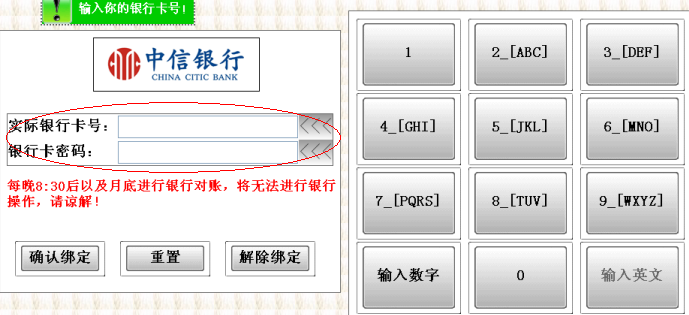 输入你的银行卡号!
中信银行
CHINA CITIC BANK
实际银行卡号:
银行卡密码:
每晚8:30后以及月底进行银行对账，将无法进行银行
操作，请谅解!
确认绑定 重置 解除绑定
1 2_[ABC] 3_[DEF]
4_[GHI] 5_[JKL] 6_[MNO]
7_[PQRS] 8_[TUV] 9_[WXYZ]
输入数字 0 输入英文